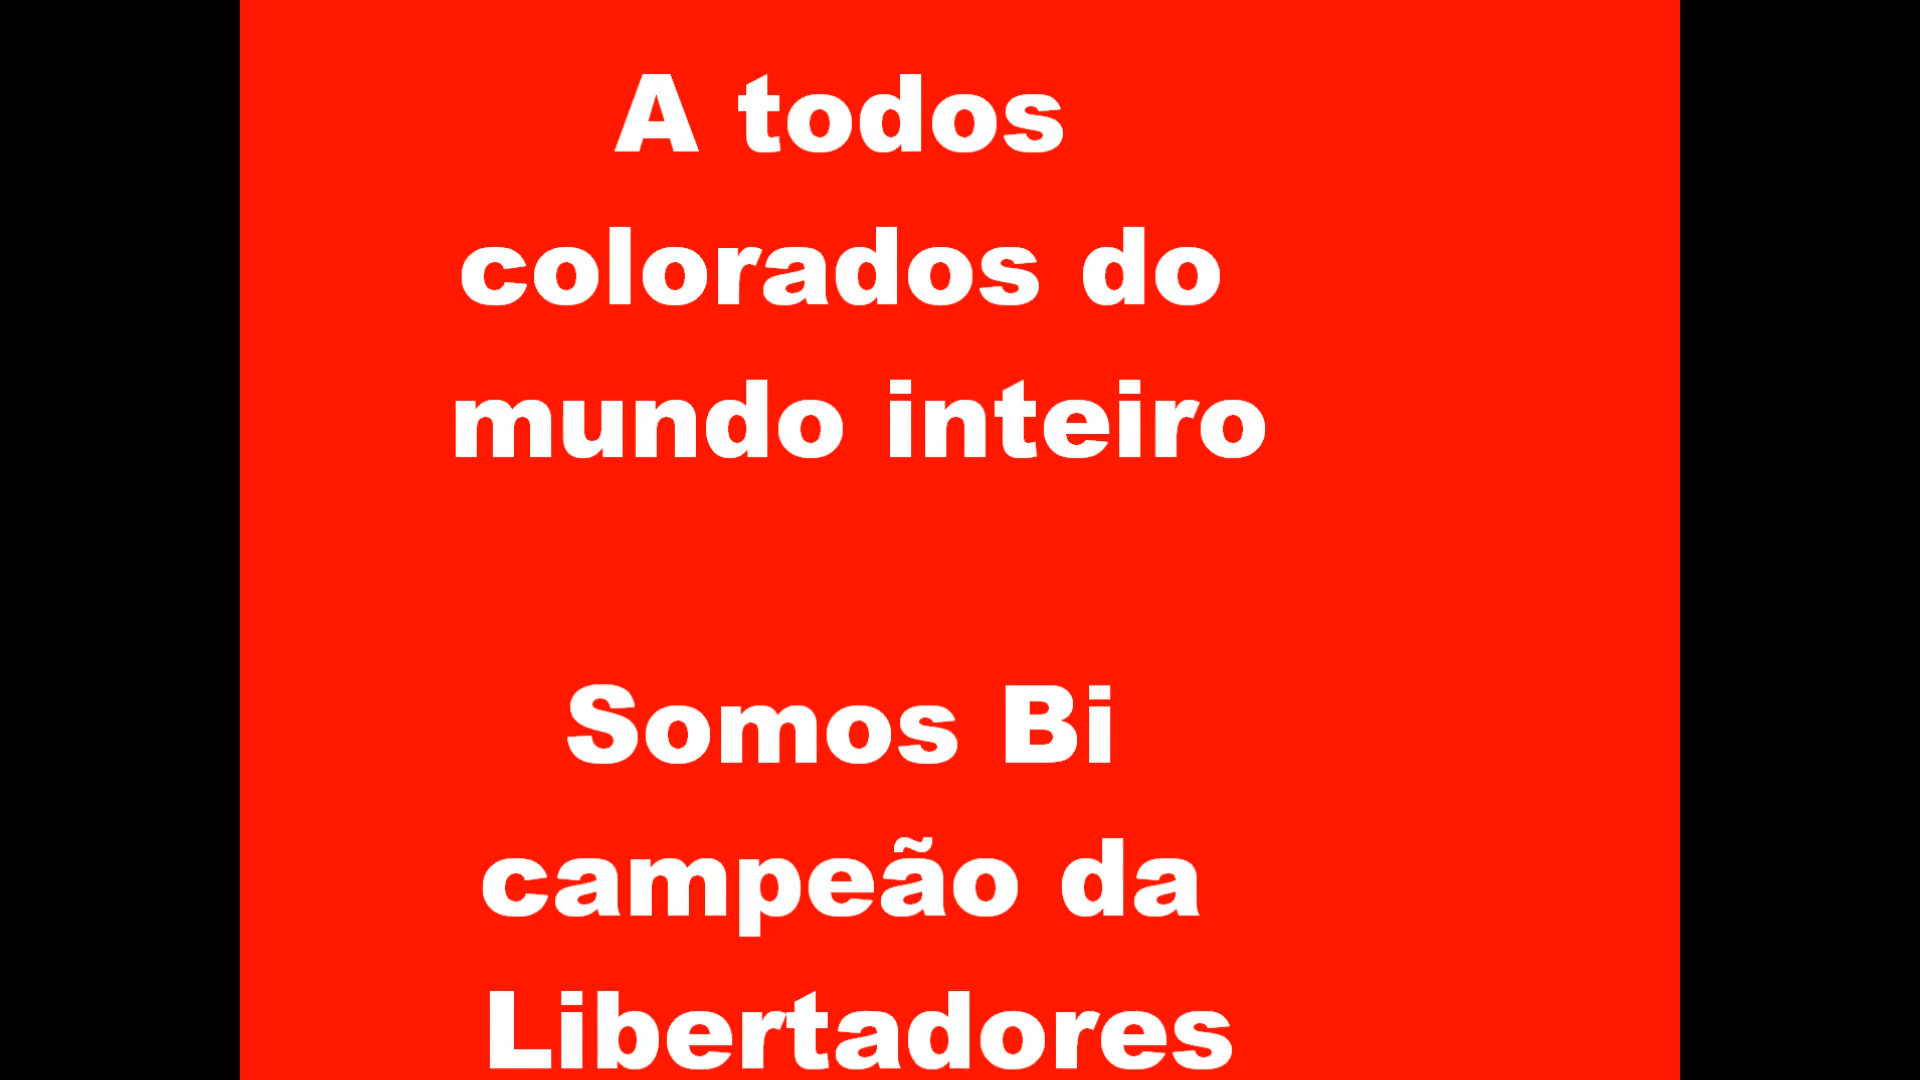 A todos
colorados do
mundo inteiro
Somos Bi
campeão da
Libertadores